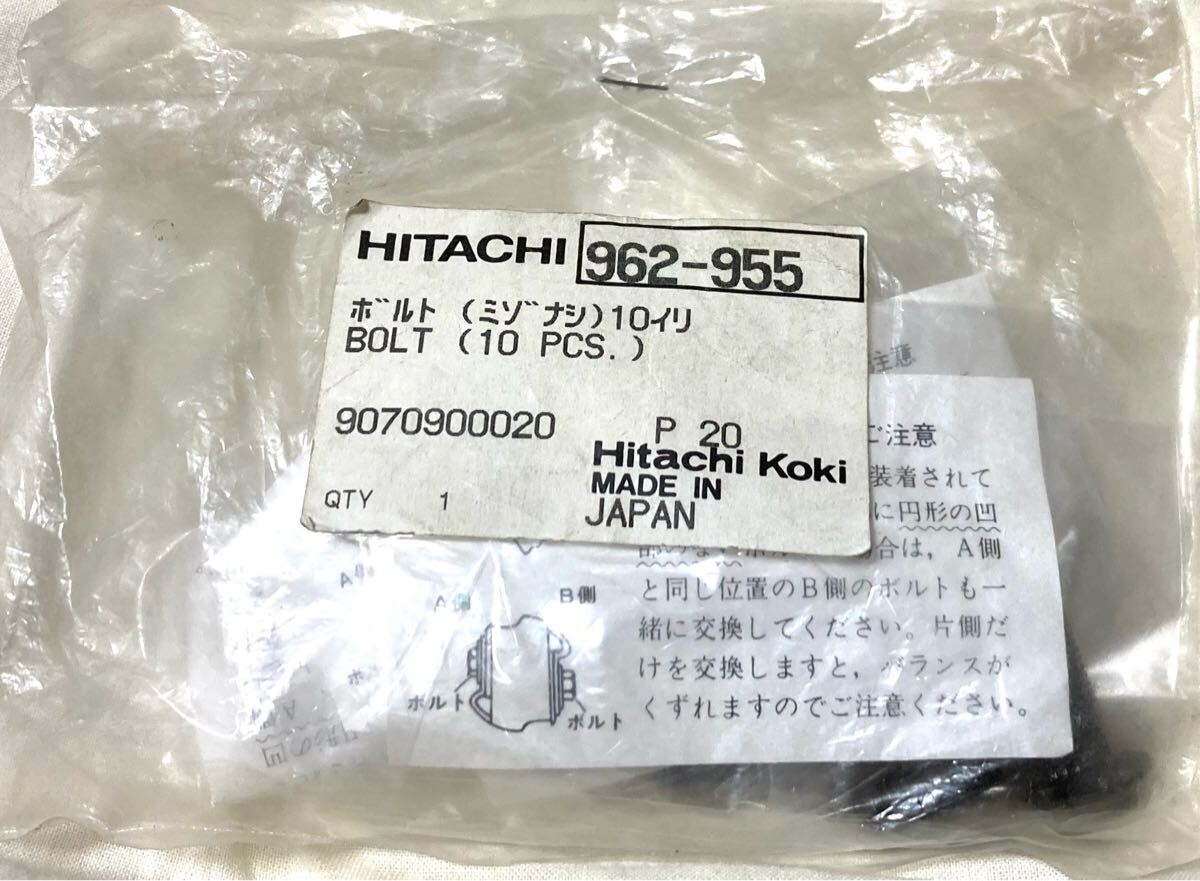 HITACHI 962-955
ボルト (ミゾナシ)10イリ
BOLT (10 PCS.)
9070900020 P 20
Hitachi Koki
QTY 1 MADE IN
JAPAN
注意
ご注意
装着されて
に円形の凹
合は，A側
と同じ位置のB側のボルトも一
緒に交換してください。片側だ
けを交換しますと，バランスが
くずれますのでご注意ください。
A側
A側 B側
ボルト ボルト